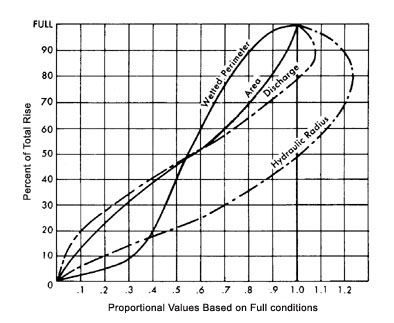 FULL
90
80
70
60
50
40
30
20
10
0
Percent of Total Rise
Wetted Perimeter
Area
Discharge
Hydraulic Radius
.1 .2 .3 .4 .5 .6 .7 .8 .9 1.0 1.1 1.2
Proportional Values Based on Full conditions